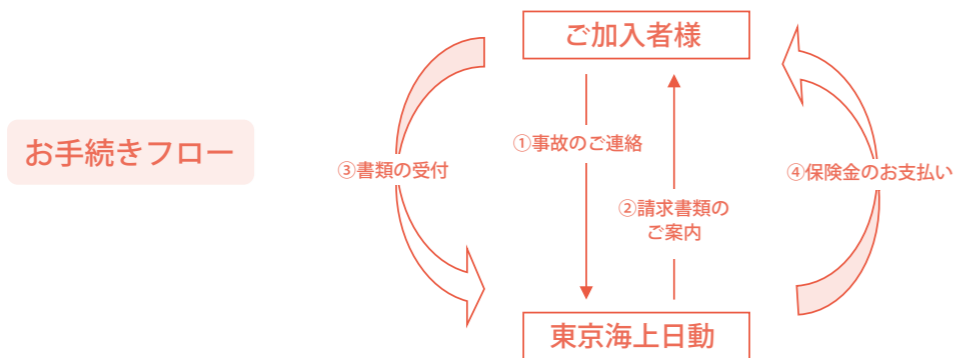 お手続きフロー
ご加入者様
①事故のご連絡
②請求書類の
ご案内
③書類の受付
④保険金のお支払い
東京海上日動